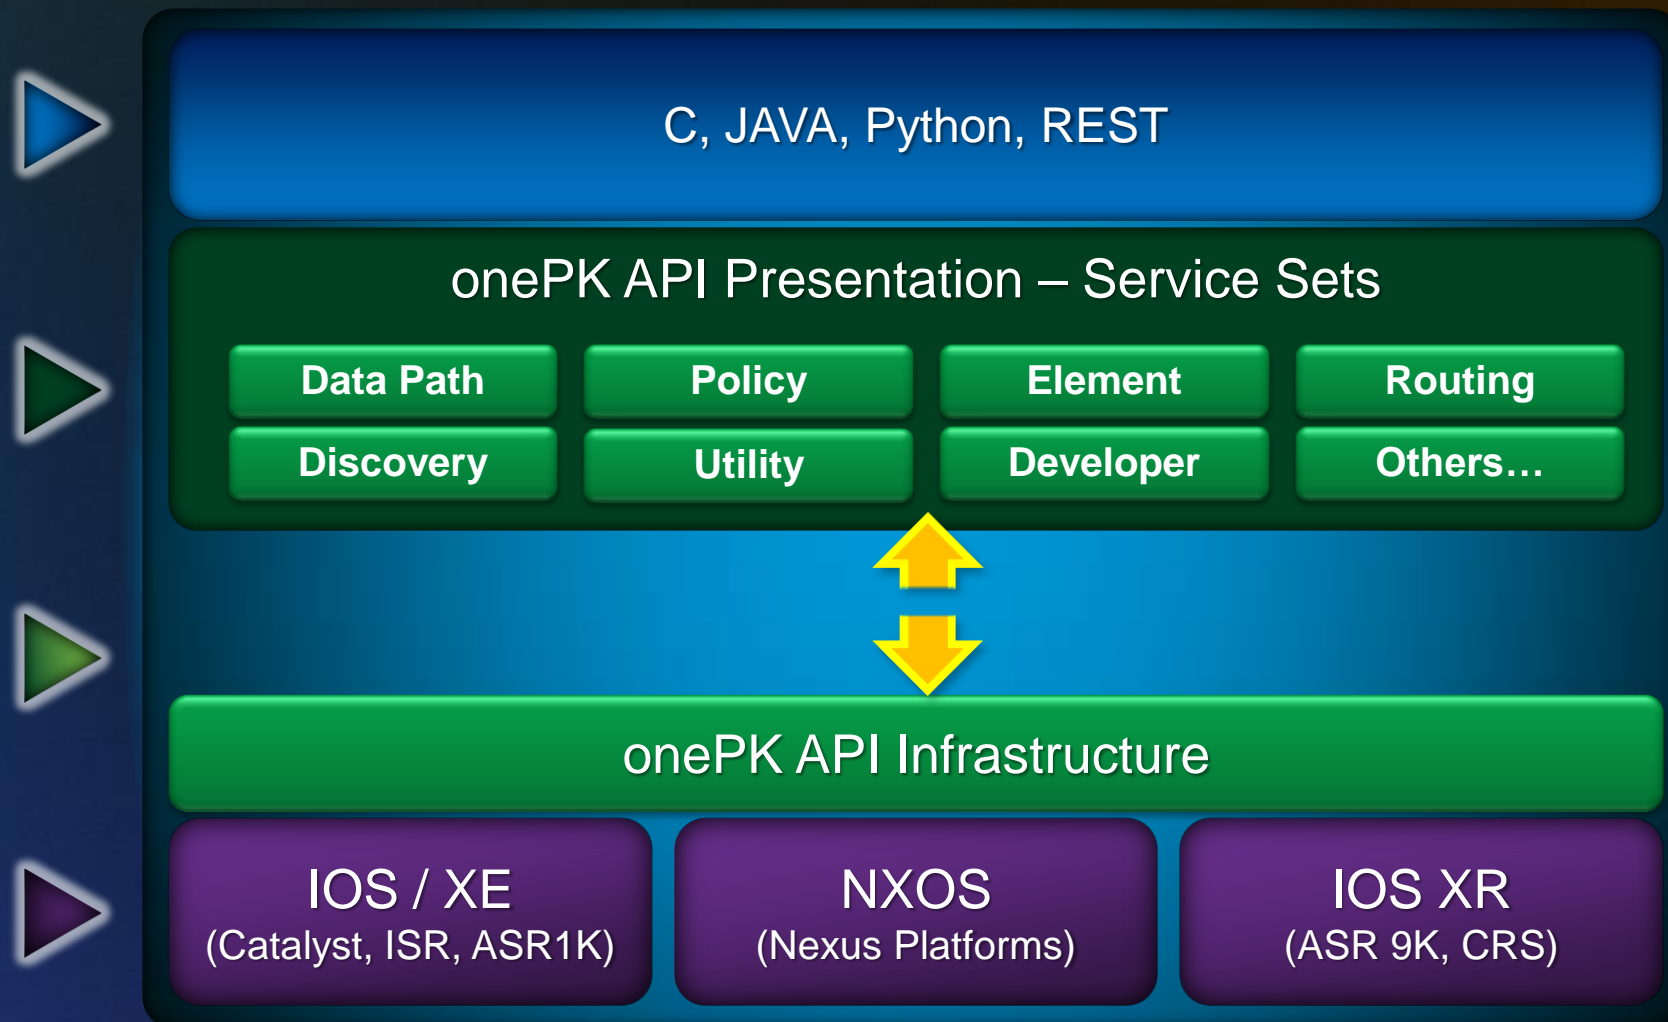 C, JAVA, Python, REST
onePK API Presentation – Service Sets
Data Path
Policy
Element
Routing
Discovery
Utility
Developer
Others…
onePK API Infrastructure
IOS / XE
(Catalyst, ISR, ASR1K)
NXOS
(Nexus Platforms)
IOS XR
(ASR 9K, CRS)